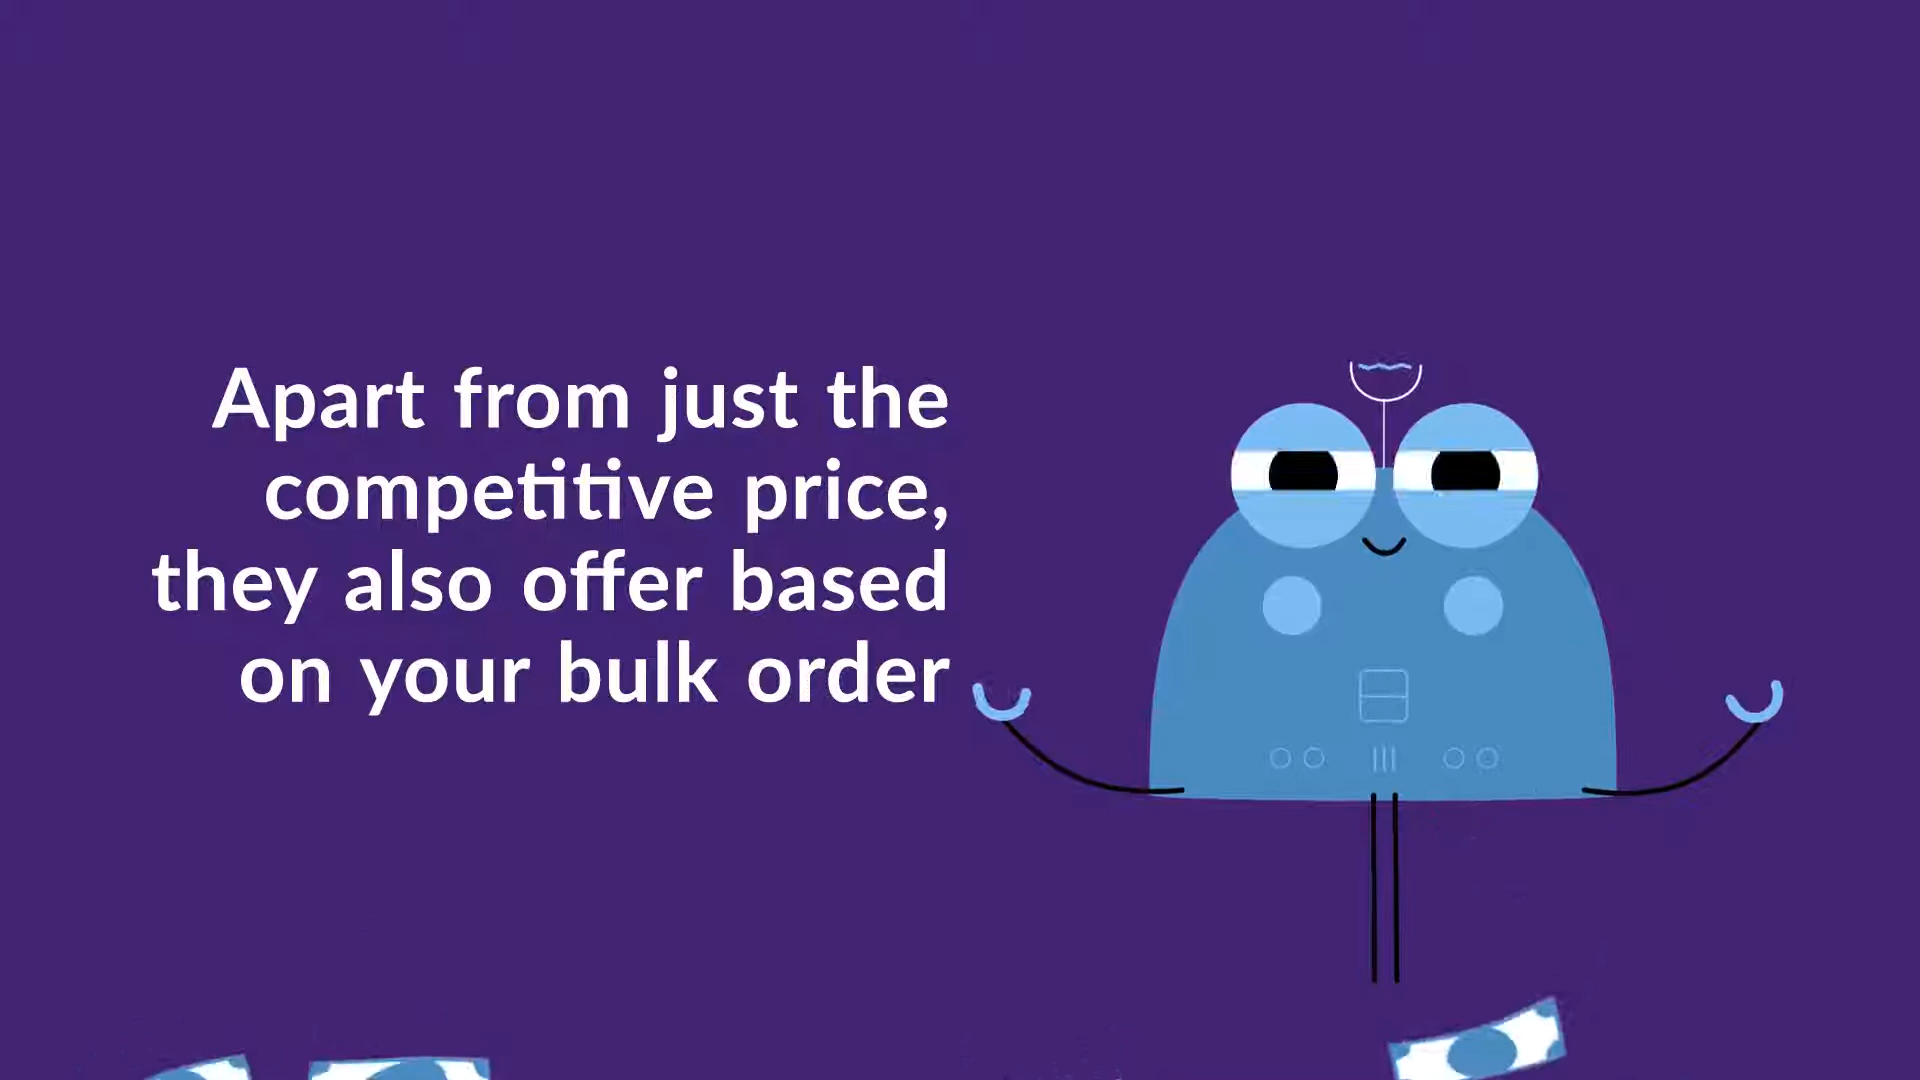 Apart from just the
competitive price,
they also offer based
on your bulk order